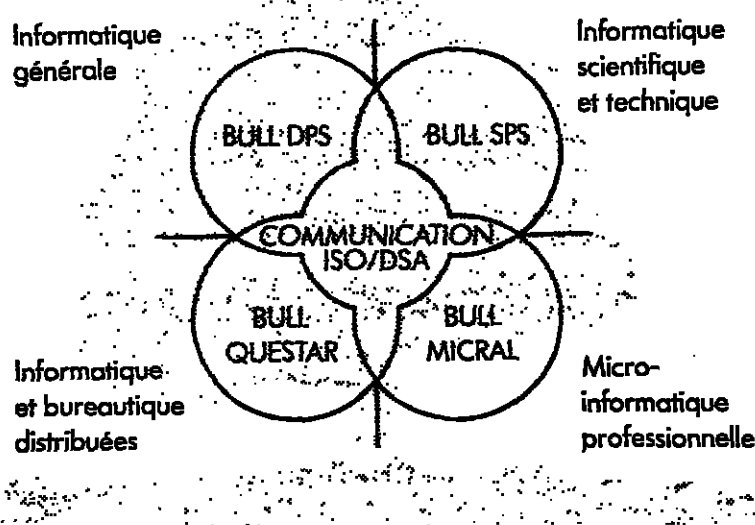 Informatique
générale
Informatique
scientifique
et technique
BULL DPS
BULL SPS
COMMUNICATION
ISO/DSA
BULL
QUESTAR
BULL
MICRAL
Informatique
et bureautique
distribuées
Micro-
informatique
professionnelle